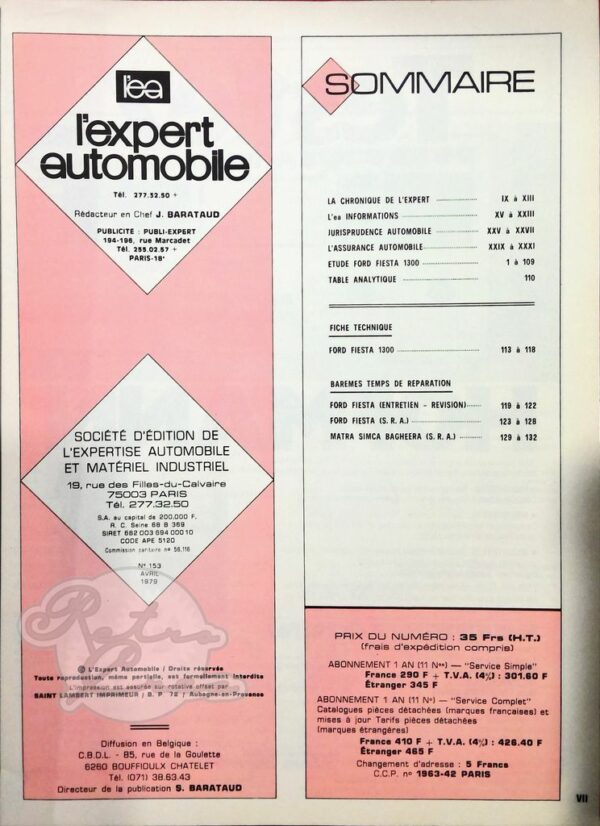 l'ea
l'expert
automobile
Tél. 277.52.50 +
Rédacteur en Chef J. BARATAUD
PUBLICITE : PUBLI-EXPERT
194-196, rue Marcadet
Tél. 255.02.57 +
PARIS-18e
SOCIÉTÉ D'ÉDITION DE
L'EXPERTISE AUTOMOBILE
ET MATÉRIEL INDUSTRIEL
19, rue des Filles-du-Calvaire
75003 PARIS
Tél. 277.32.50
S.A. au capital de 200.000 F.
R. C. Seine 68 B 369
SIRET 682 003 694 000 10
CODE APE 5120
Commission paritaire nº 56.116
Nº 153
AVRIL
1979
Retro
© L'Expert Automobile / Droits réservés
Toute reproduction, même partielle, est formellement interdite
L'impression est assurée sur rotative offset par
SAINT LAMBERT IMPRIMEUR / B. P. 72 / Aubagne-en-Provence
Diffusion en Belgique :
C.B.D.L. - 85, rue de la Goulette
6260 BOUFFIOULX CHATELET
Tél. (071) 38.63.43
Directeur de la publication S. BARATAUD
SOMMAIRE
LA CHRONIQUE DE L'EXPERT IX à XIII
L'ea INFORMATIONS XV à XXIII
JURISPRUDENCE AUTOMOBILE XXV à XXVII
L'ASSURANCE AUTOMOBILE XXIX à XXXI
ETUDE FORD FIESTA 1300 1 à 109
TABLE ANALYTIQUE 110
FICHE TECHNIQUE
FORD FIESTA 1300 113 à 118
BAREMES TEMPS DE REPARATION
FORD FIESTA (ENTRETIEN - REVISION) 119 à 122
FORD FIESTA (S.R.A.) 123 à 128
MATRA SIMCA BAGHEERA (S.R.A.) 129 à 132
PRIX DU NUMÉRO : 35 Frs (H.T.)
(frais d'expédition compris)
ABONNEMENT 1 AN (11 Nos) — "Service Simple"
France 290 F + T.V.A. (4%) : 301.60 F
Étranger 345 F
ABONNEMENT 1 AN (11 Nos) — "Service Complet"
Catalogues pièces détachées (marques françaises) et
mises à jour Tarifs pièces détachées
(marques étrangères)
France 410 F + T.V.A. (4%) : 426.40 F
Étranger 465 F
Changement d'adresse : 5 Francs
C.C.P. nº 1963-42 PARIS
VII